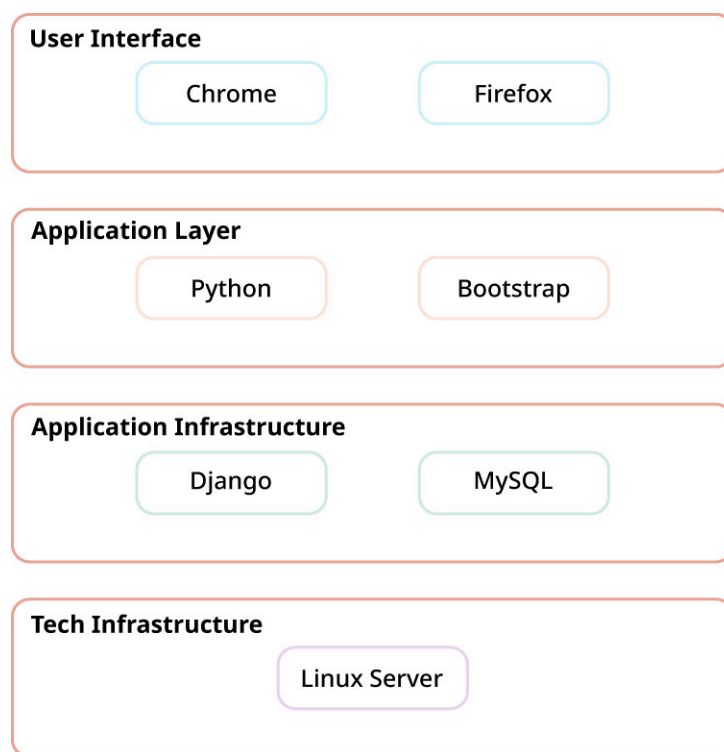 User Interface
Chrome Firefox
Application Layer
Python Bootstrap
Application Infrastructure
Django MySQL
Tech Infrastructure
Linux Server